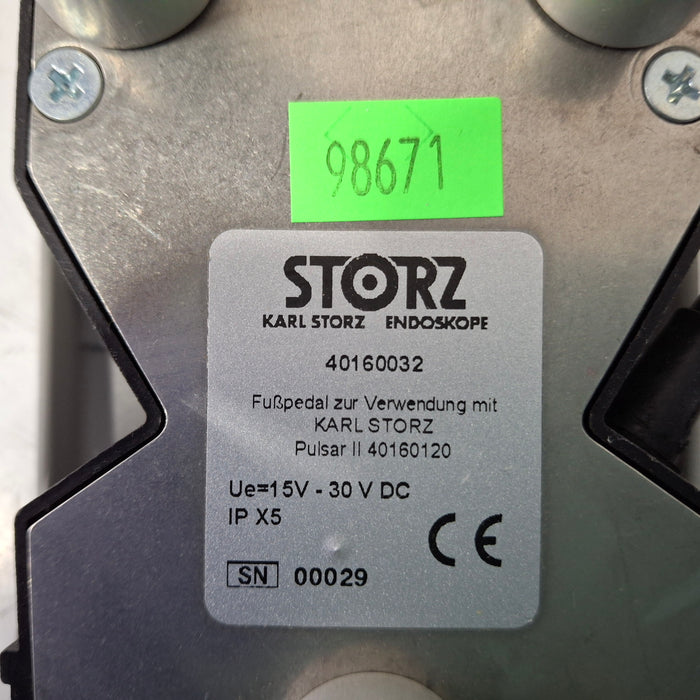 98671
STORZ
KARL STORZ ENDOSKOPE
40160032
Fußpedal zur Verwendung mit
KARL STORZ
Pulsar II 40160120
Ue=15V - 30 V DC
IP X5
CE
SN 00029